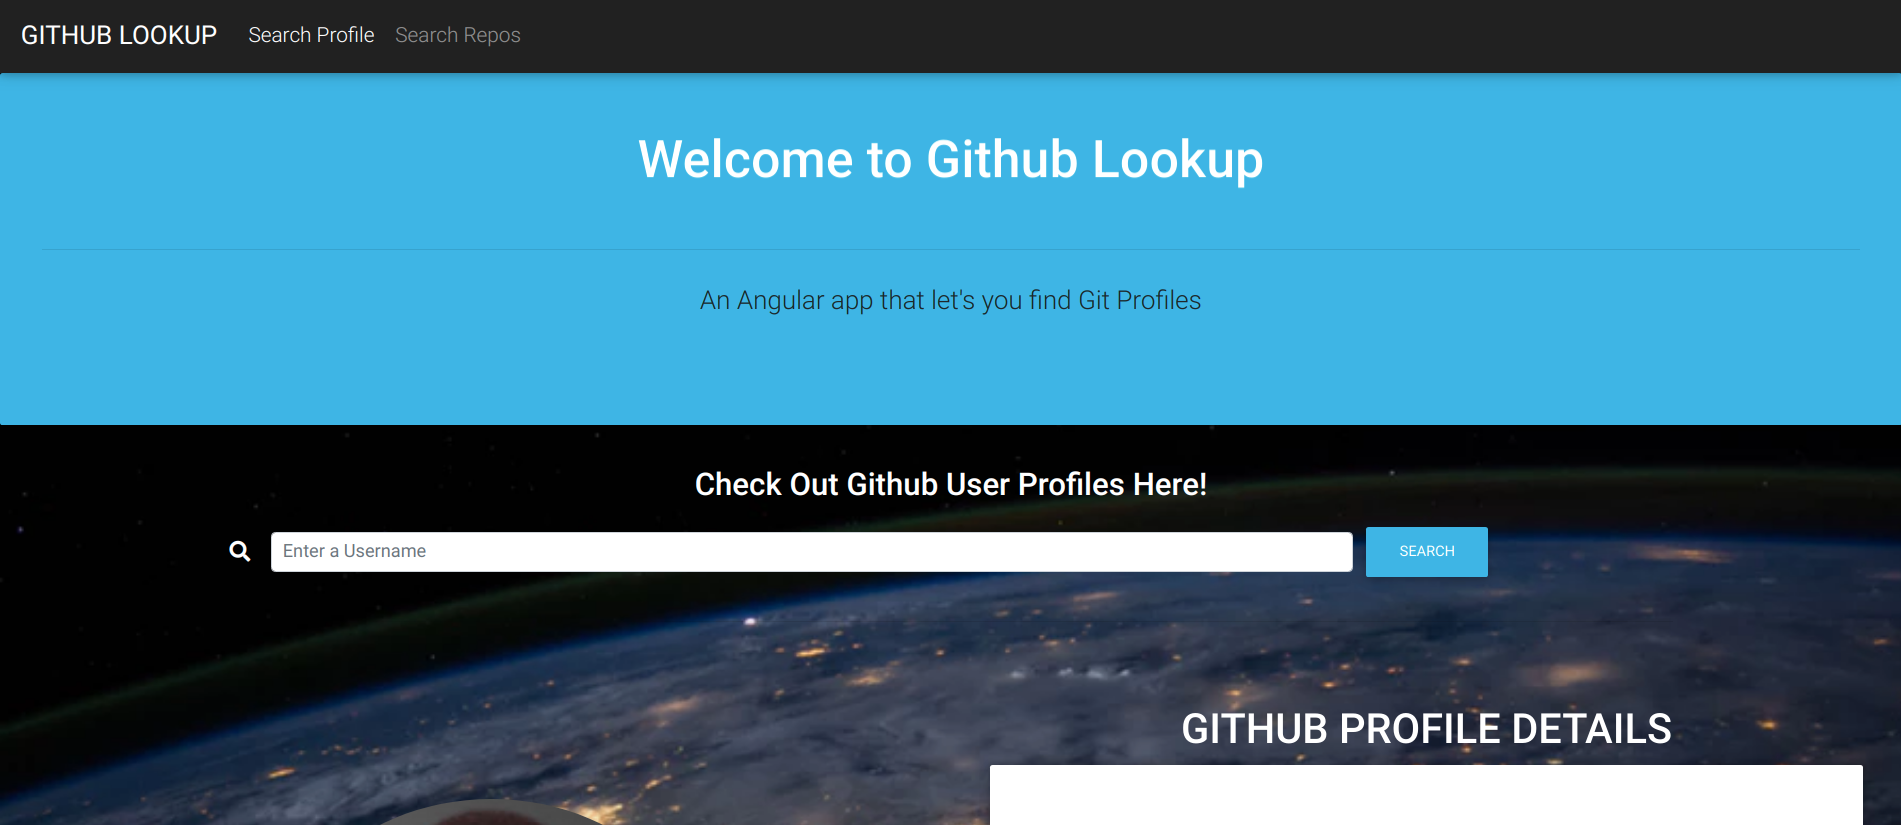 GITHUB LOOKUP Search Profile Search Repos
Welcome to Github Lookup
An Angular app that let's you find Git Profiles
Check Out Github User Profiles Here!
Enter a Username SEARCH
GITHUB PROFILE DETAILS